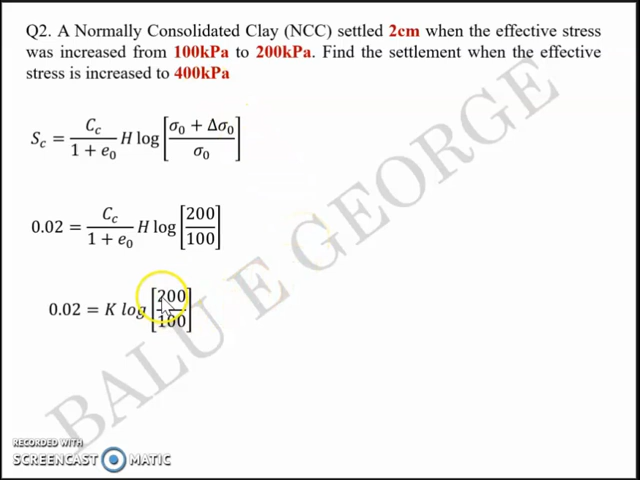 Q2. A Normally Consolidated Clay (NCC) settled 2cm when the effective stress
was increased from 100kPa to 200kPa. Find the settlement when the effective
stress is increased to 400kPa
S_c = C_c / (1 + e_0) H log [(σ_0 + Δσ_0) / σ_0]
0.02 = C_c / (1 + e_0) H log [200 / 100]
0.02 = K log [200 / 100]
BALU E GEORGE
RECORDED WITH
SCREENCAST MATIC